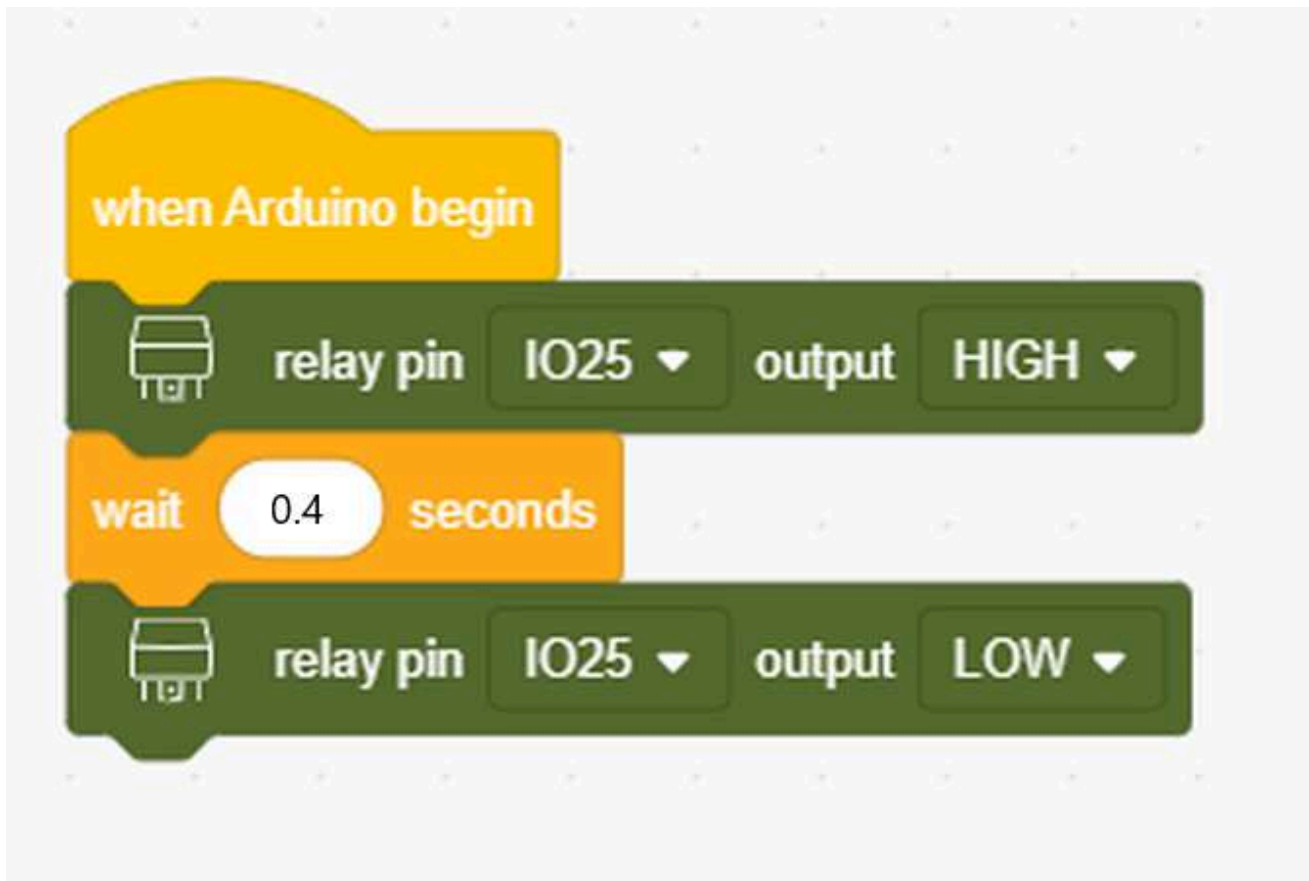 when Arduino begin
relay pin IO25 output HIGH
wait 0.4 seconds
relay pin IO25 output LOW